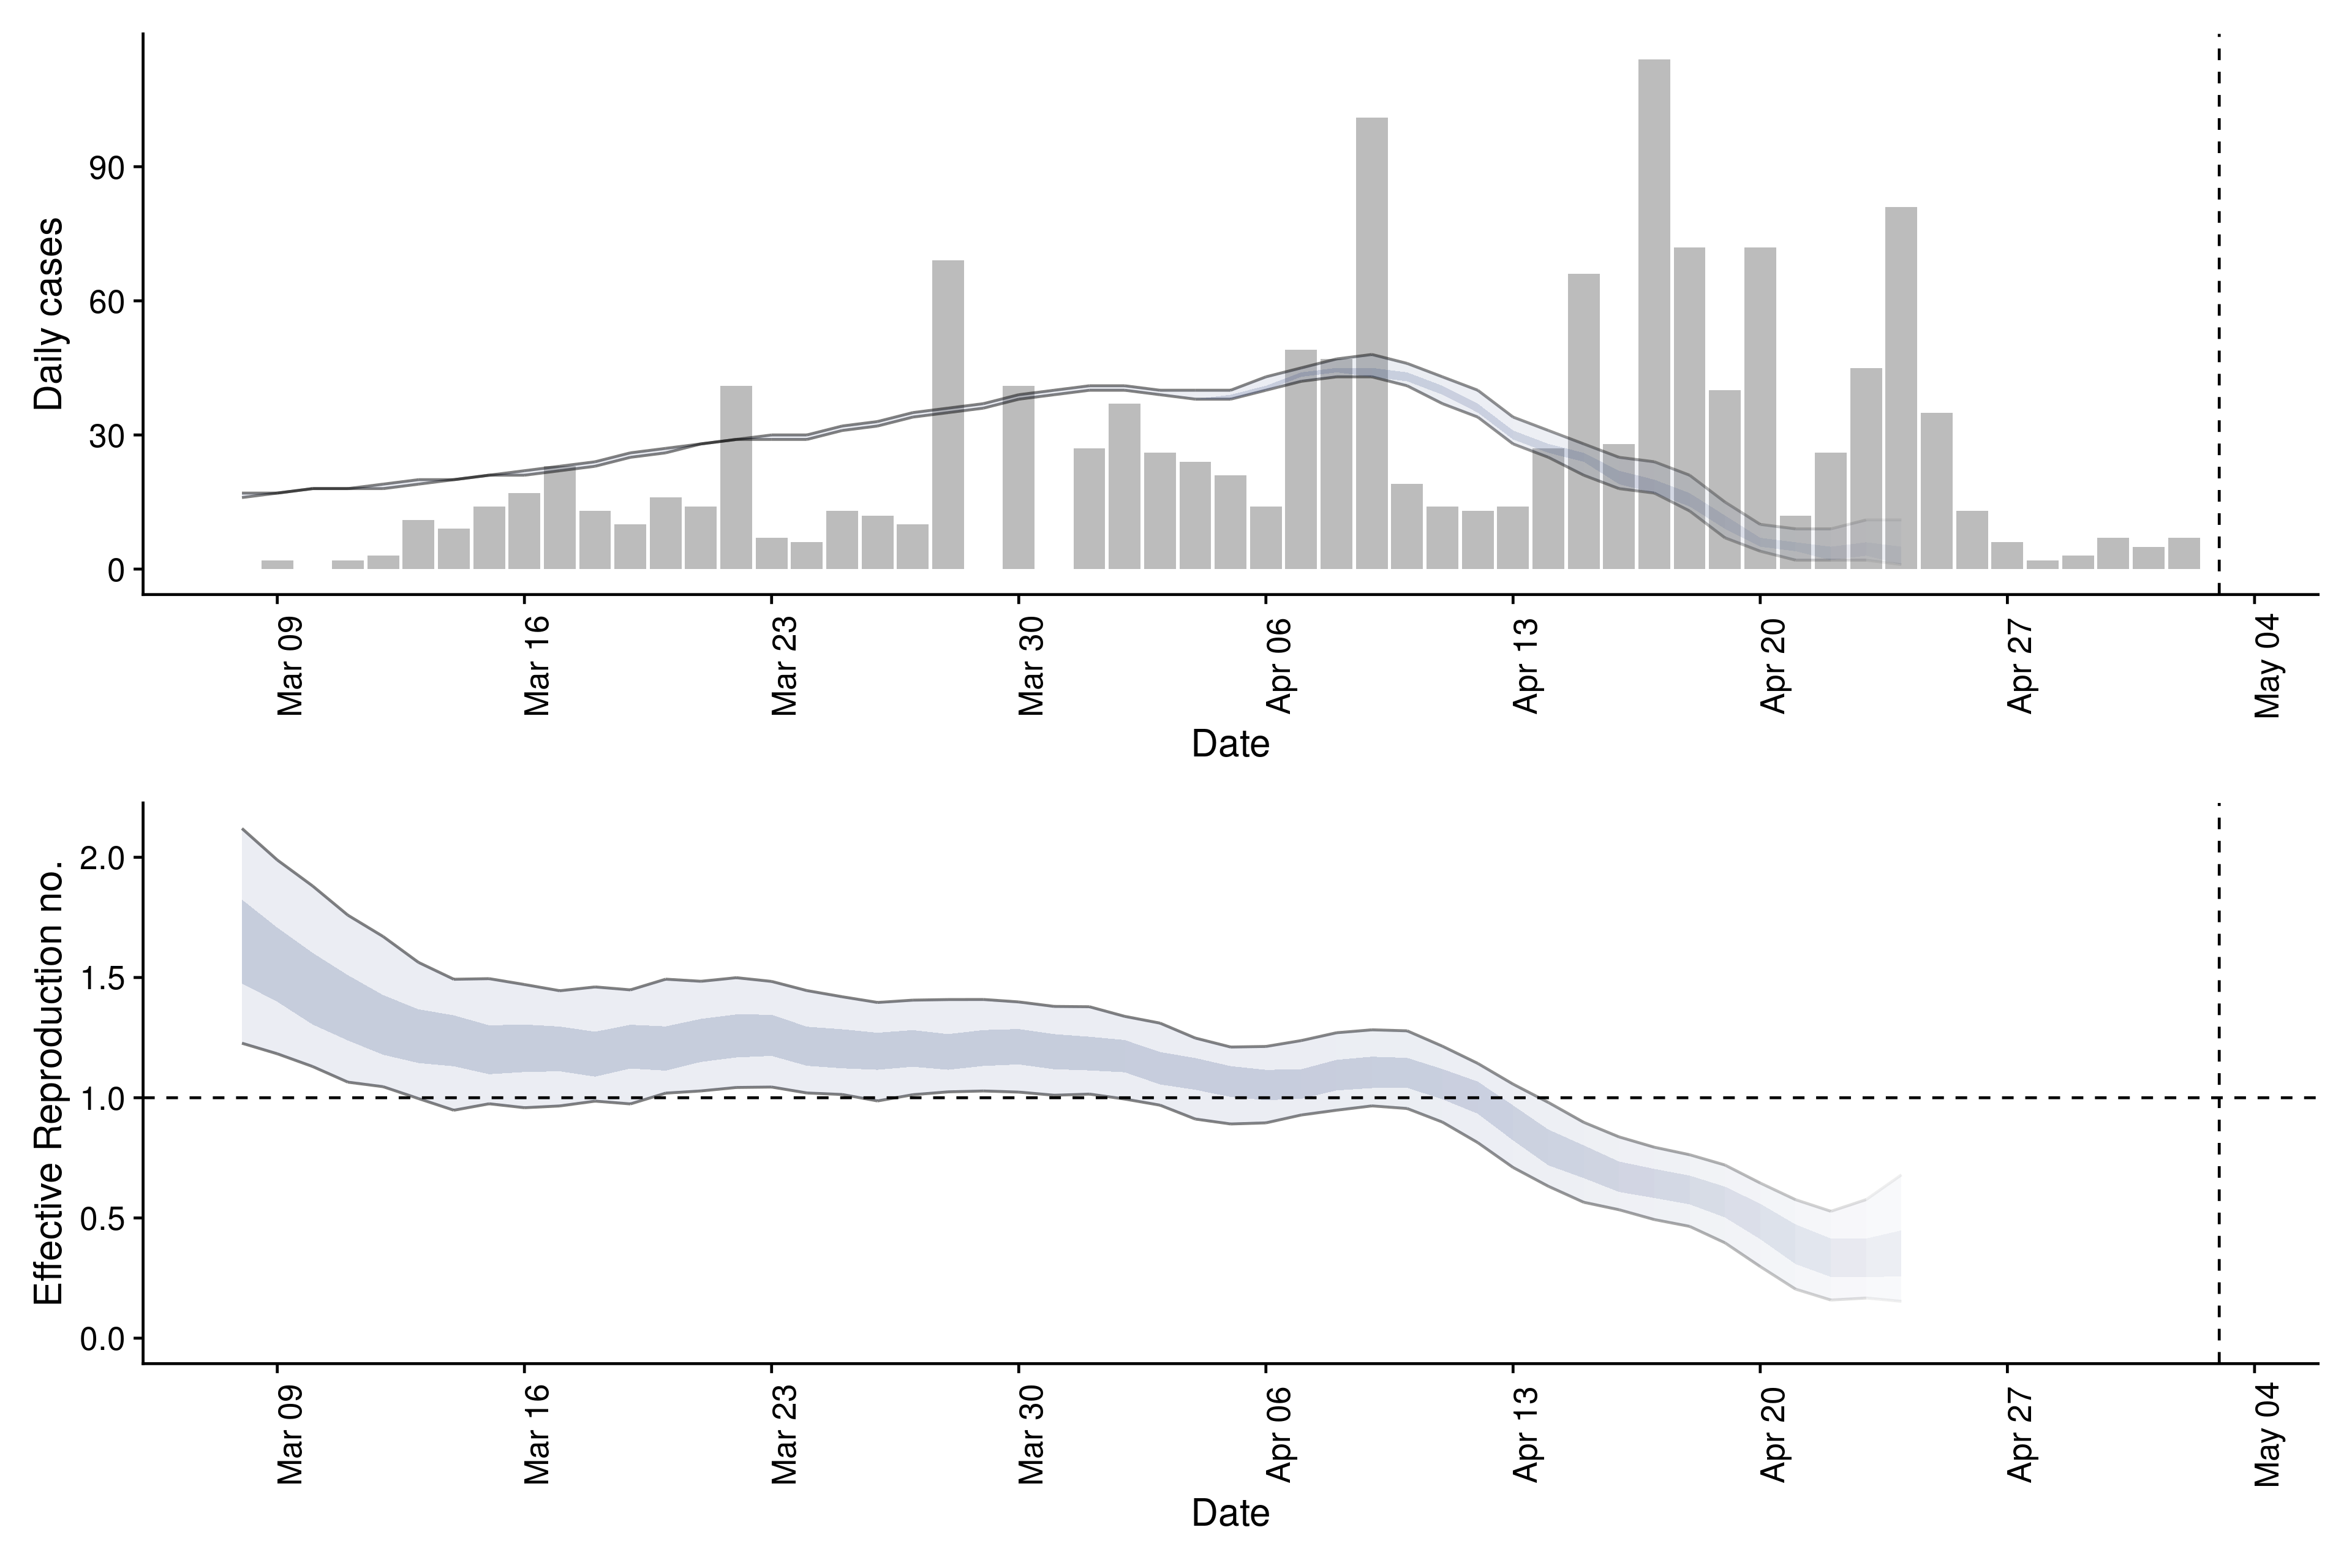 Daily cases
90
60
30
0
Mar 09
Mar 16
Mar 23
Mar 30
Apr 06
Apr 13
Apr 20
Apr 27
May 04
Date
Effective Reproduction no.
2.0
1.5
1.0
0.5
0.0
Mar 09
Mar 16
Mar 23
Mar 30
Apr 06
Apr 13
Apr 20
Apr 27
May 04
Date